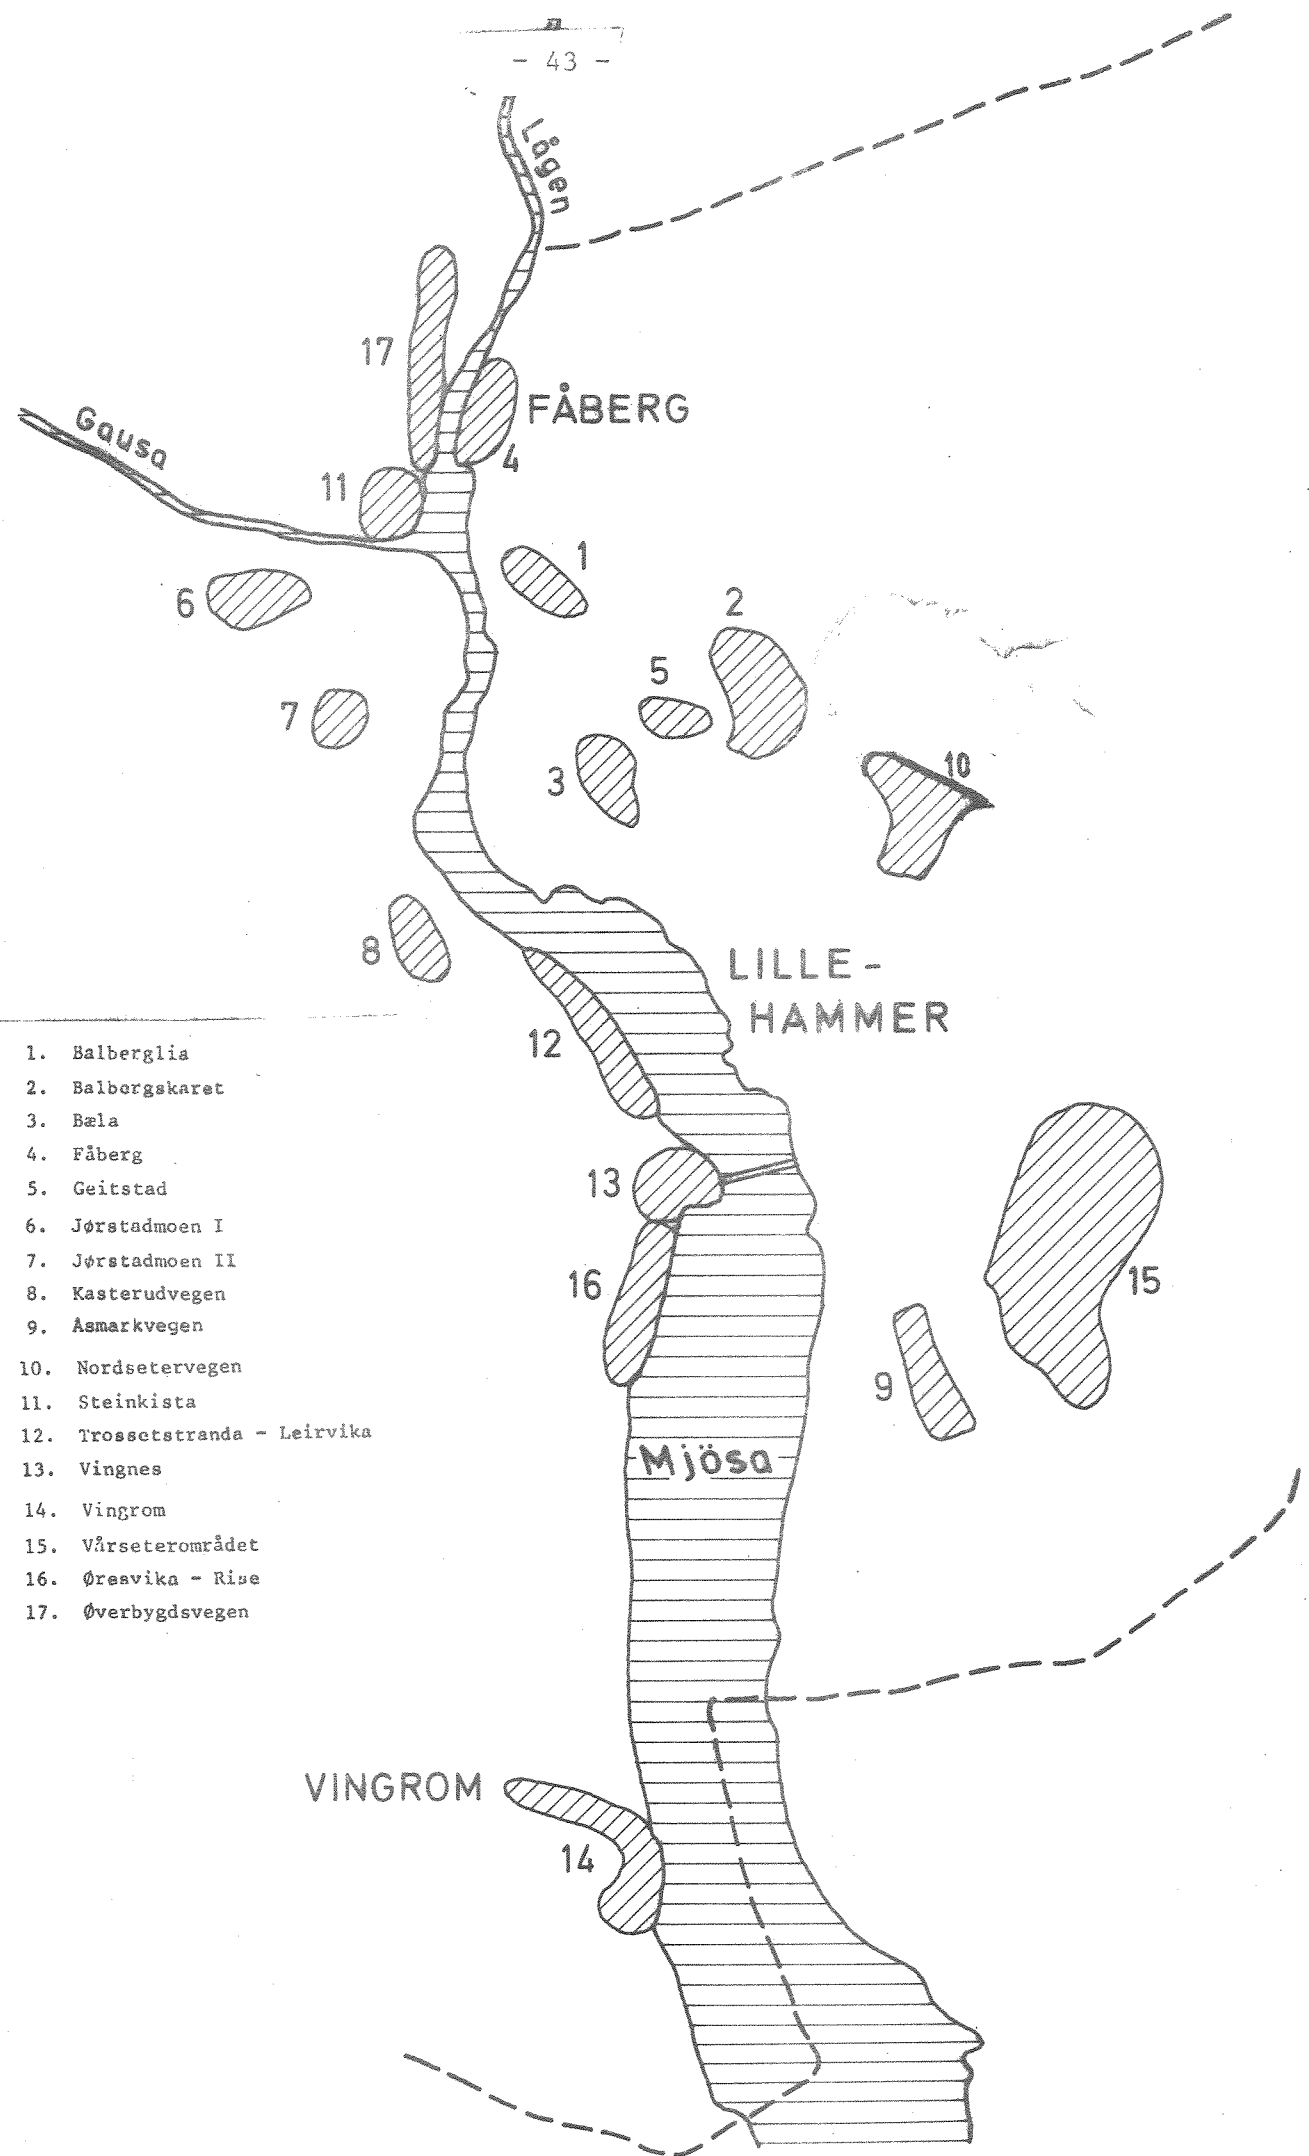 - 43 -
Lågen
17
FÅBERG
Gausa
4
11
1
6
2
5
7
3
10
8
LILLE-
HAMMER
12
1. Balberglia
2. Balbergskaret
3. Bæla
4. Fåberg
5. Geitstad
6. Jørstadmoen I
7. Jørstadmoen II
8. Kasterudvegen
9. Åsmarkvegen
10. Nordsetervegen
11. Steinkista
12. Trossetstranda - Leirvika
13. Vingnes
14. Vingrom
15. Vårseterområdet
16. Øresvika - Rise
17. Øverbygdsvegen
13
16
15
9
Mjösa
VINGROM
14